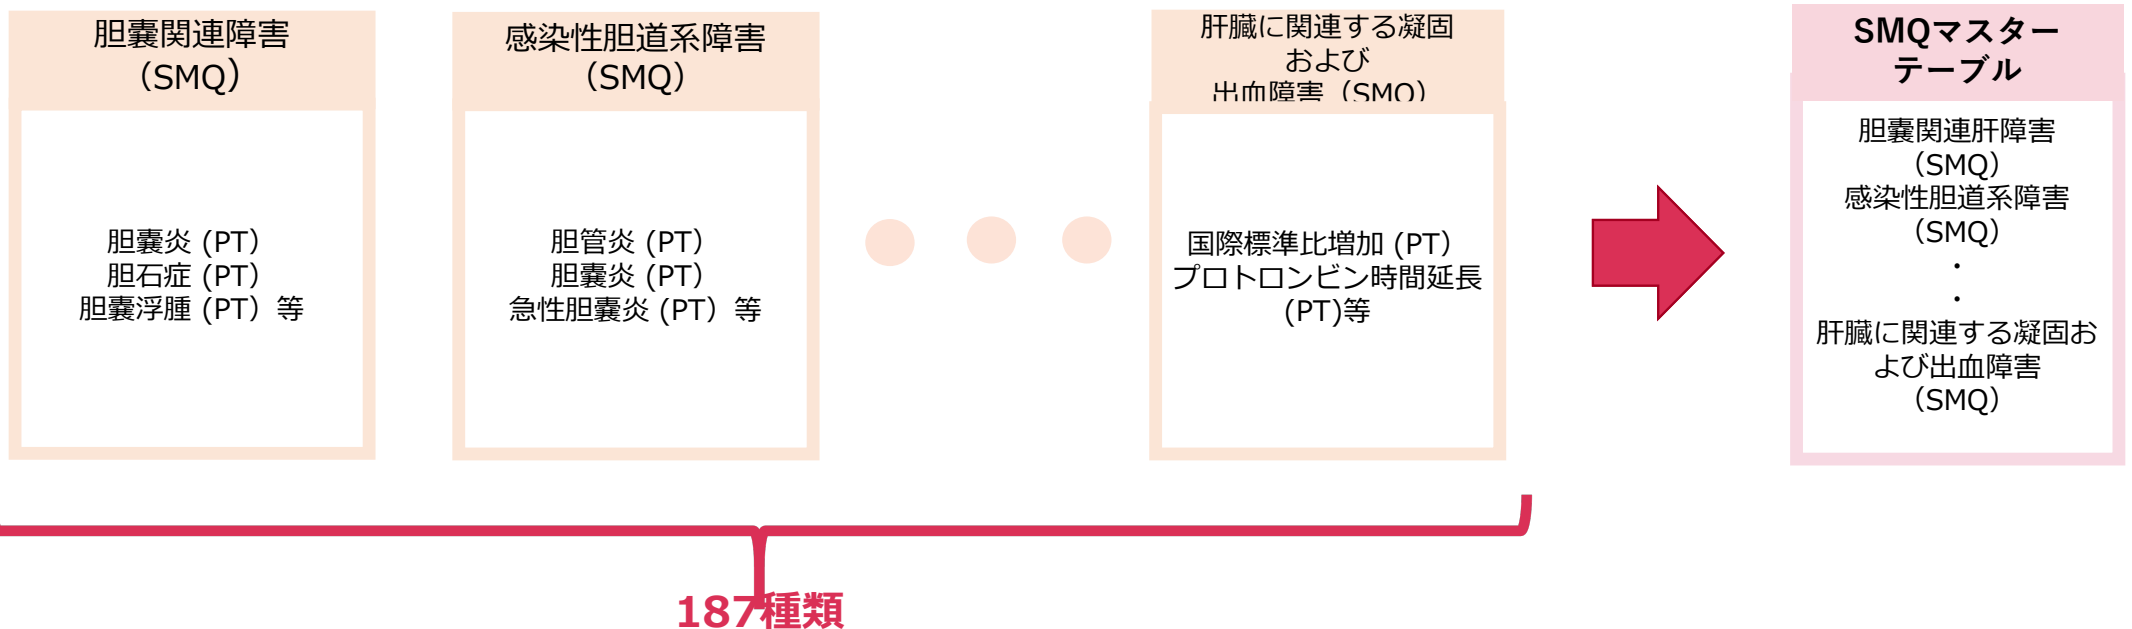 胆嚢関連障害
（SMQ）
胆嚢炎 (PT）
胆石症 (PT）
胆嚢浮腫 (PT）等
感染性胆道系障害
（SMQ）
胆管炎 (PT）
胆嚢炎 (PT）
急性胆嚢炎 (PT）等
肝臓に関連する凝固
および
出血障害（SMQ）
国際標準比増加 (PT）
プロトロンビン時間延長
(PT)等
SMQマスター
テーブル
胆嚢関連肝障害
（SMQ）
感染性胆道系障害
（SMQ）
・
・
肝臓に関連する凝固お
よび出血障害
（SMQ）
187種類